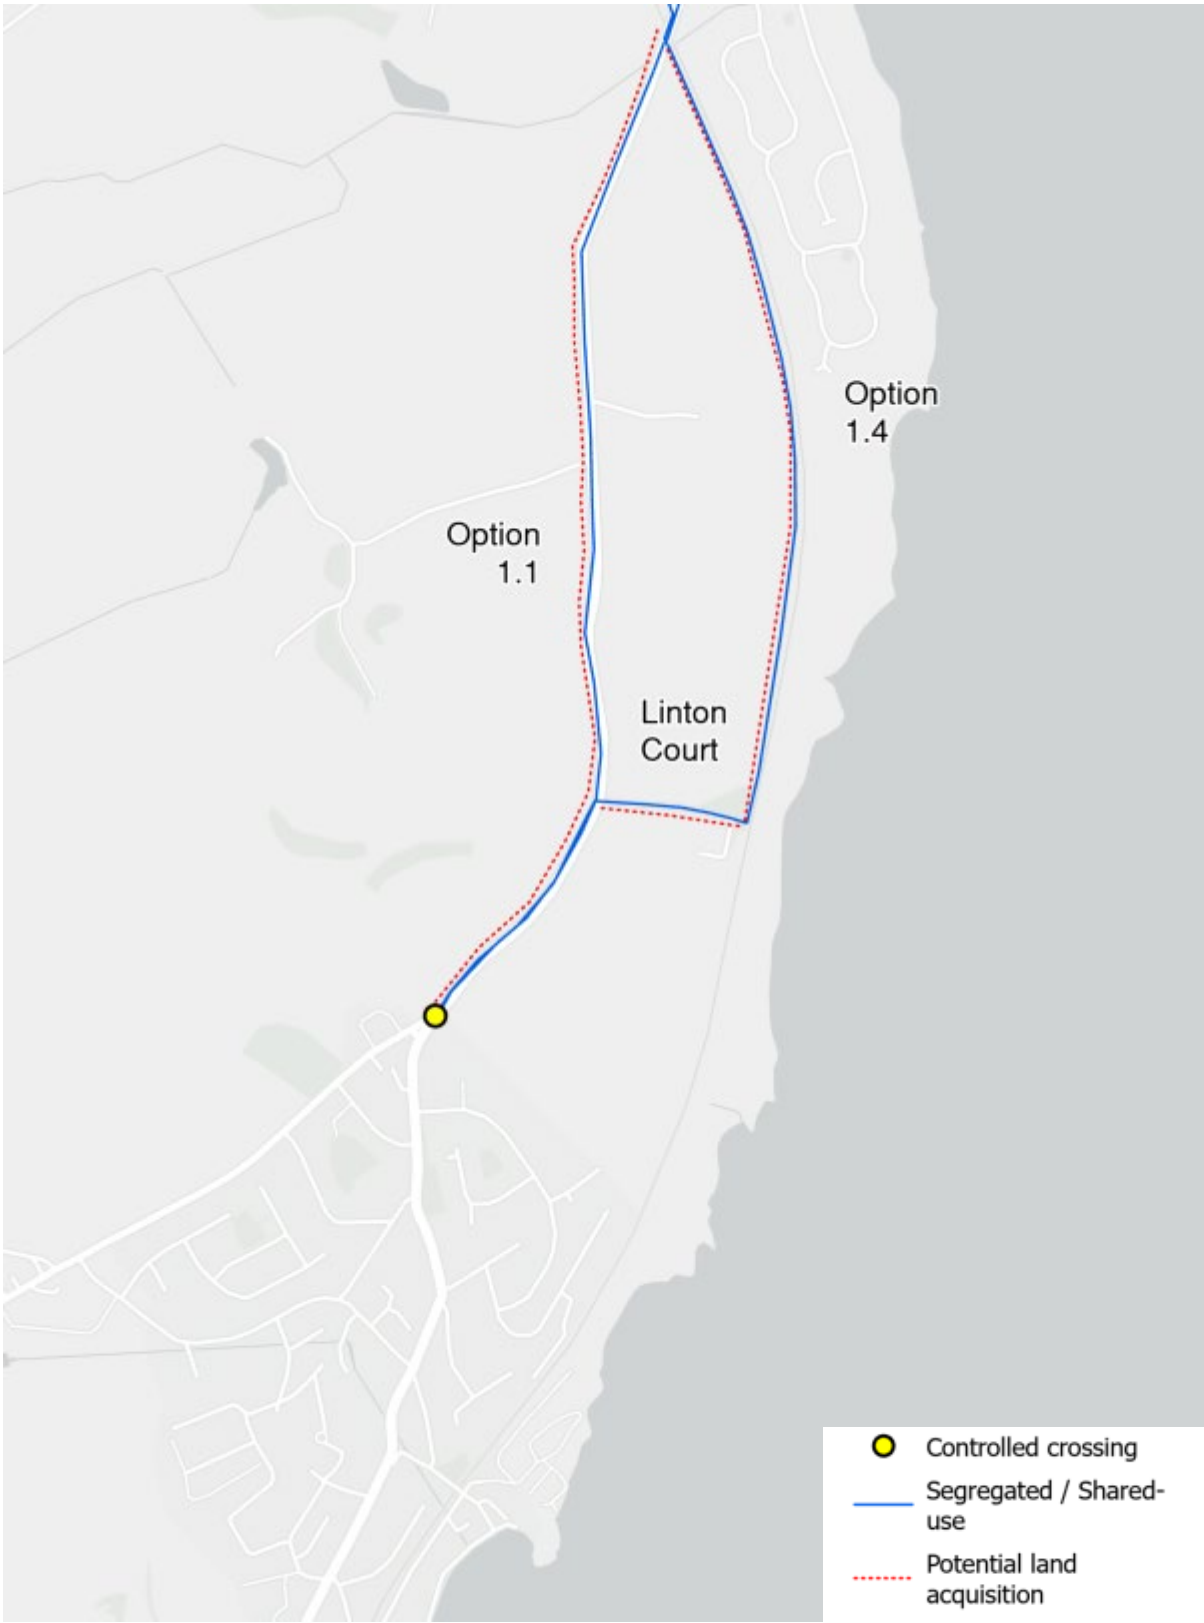 Option
1.4
Option
1.1
Linton
Court
Controlled crossing
Segregated / Shared-
use
Potential land
acquisition